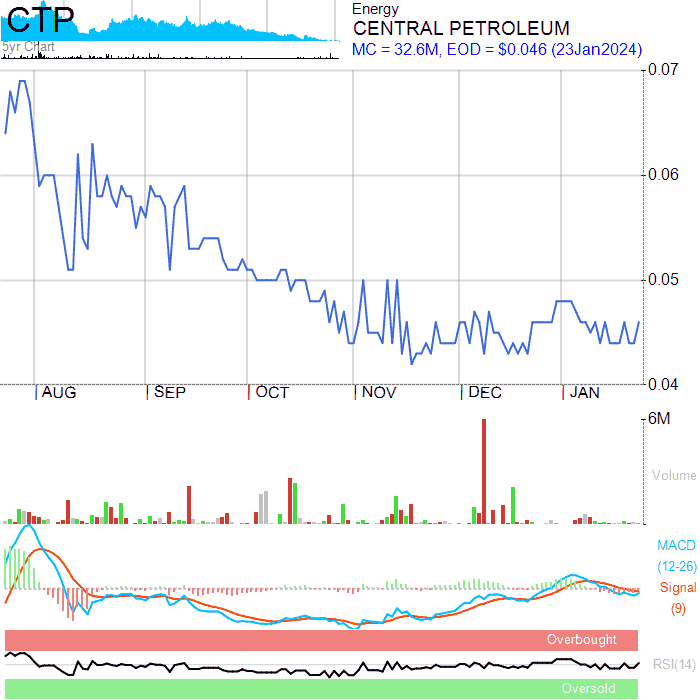 CTP
5yr Chart
Energy
CENTRAL PETROLEUM
MC = 32.6M, EOD = $0.046 (23Jan2024)
0.07
0.06
0.05
0.04
AUG SEP OCT NOV DEC JAN
6M
Volume
MACD
(12-26)
Signal
(9)
Overbought
RSI(14)
Oversold